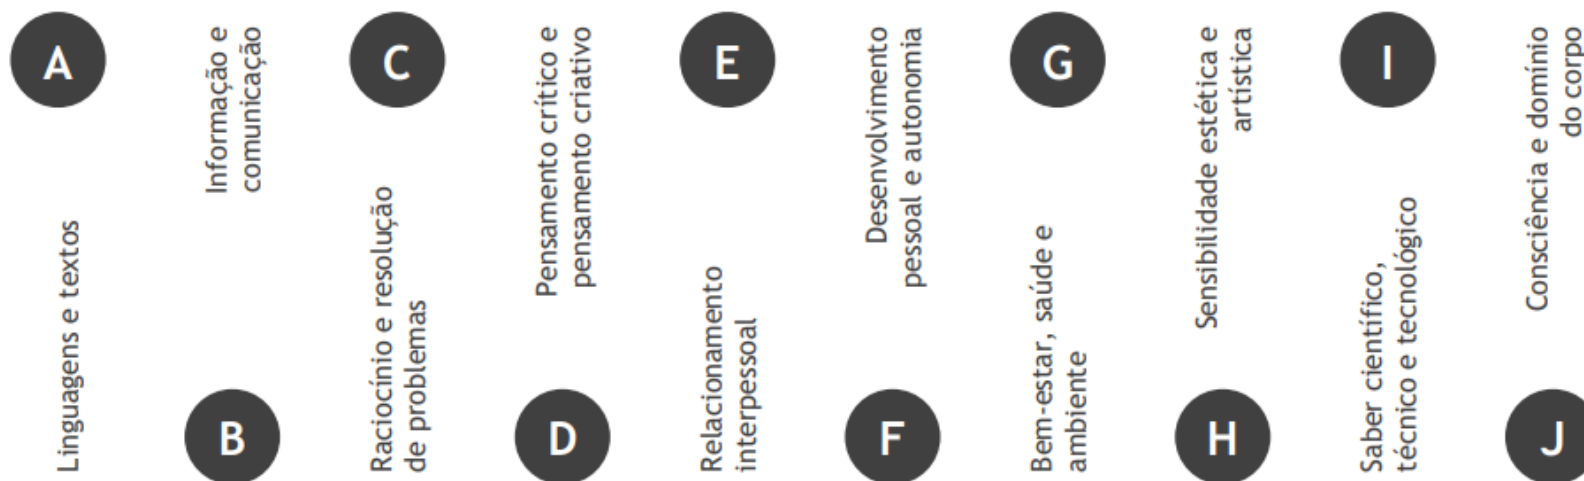 A
Linguagens e textos
B
Informação e
comunicação
C
Raciocínio e resolução
de problemas
D
Pensamento crítico e
pensamento criativo
E
Relacionamento
interpessoal
F
Desenvolvimento
pessoal e autonomia
G
Bem-estar, saúde e
ambiente
H
Sensibilidade estética e
artística
I
Saber científico,
técnico e tecnológico
J
Consciência e domínio
do corpo